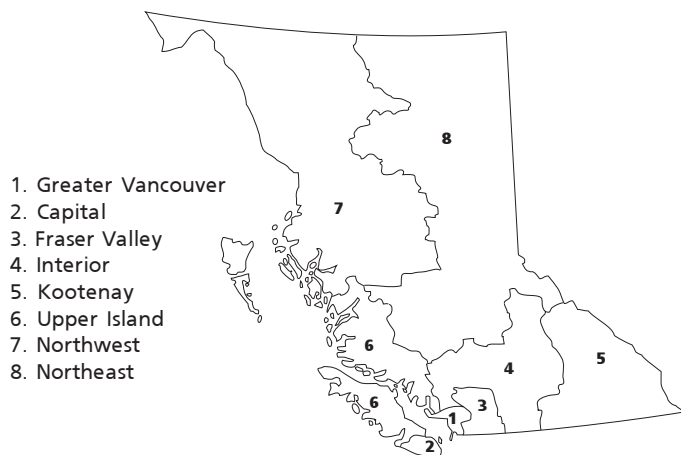 1. Greater Vancouver
2. Capital
3. Fraser Valley
4. Interior
5. Kootenay
6. Upper Island
7. Northwest
8. Northeast
8
7
6
4
5
6
3
1
2